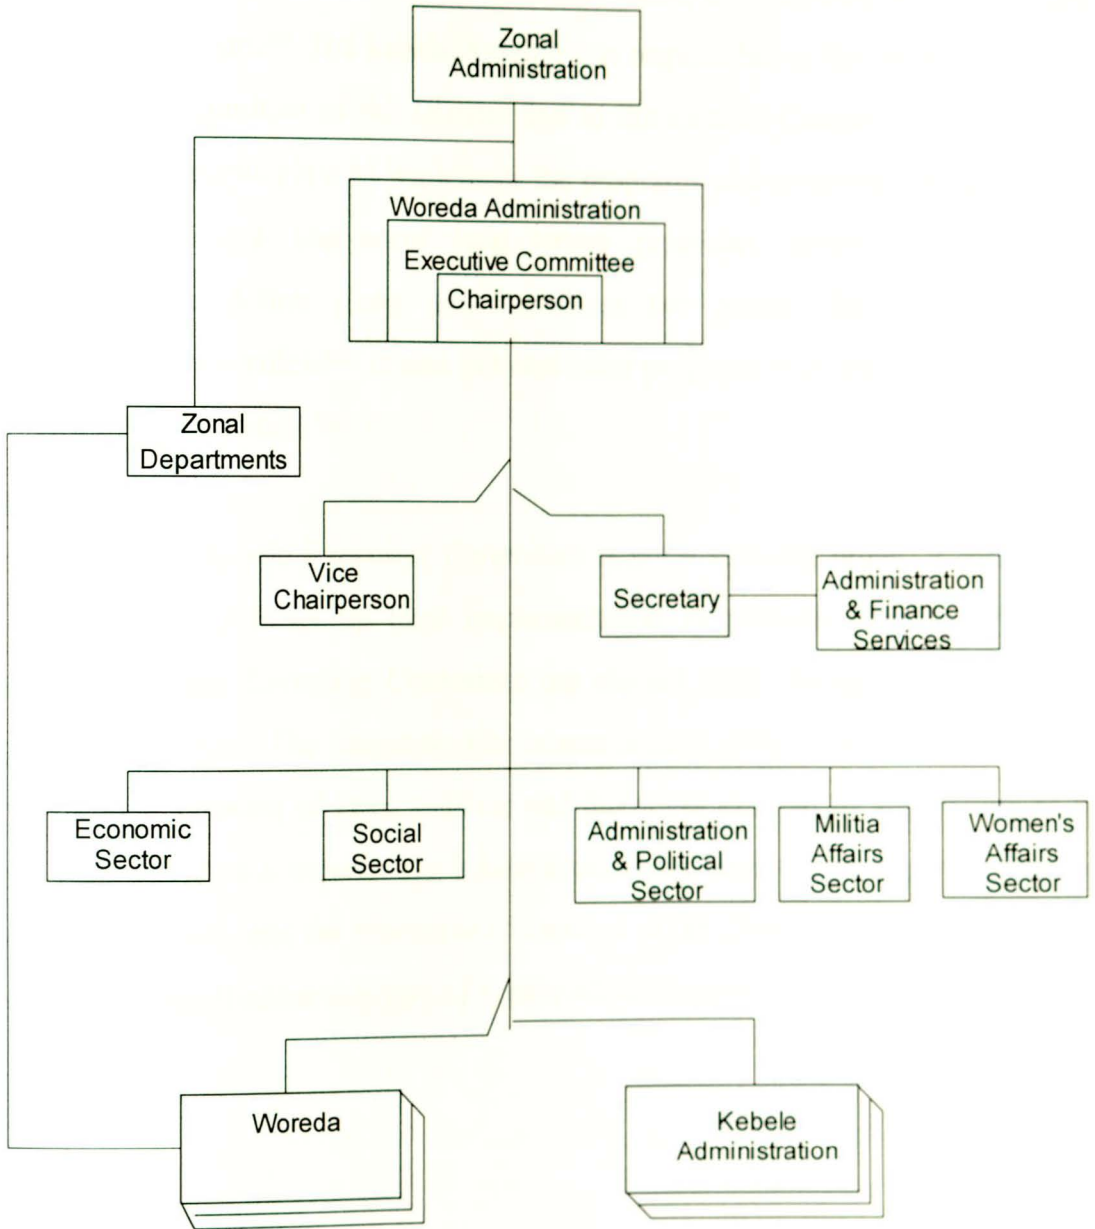 Zonal
Administration
Woreda Administration
Executive Committee
Chairperson
Zonal
Departments
Vice
Chairperson
Secretary
Administration
& Finance
Services
Economic
Sector
Social
Sector
Administration
& Political
Sector
Militia
Affairs
Sector
Women's
Affairs
Sector
Woreda
Kebele
Administration